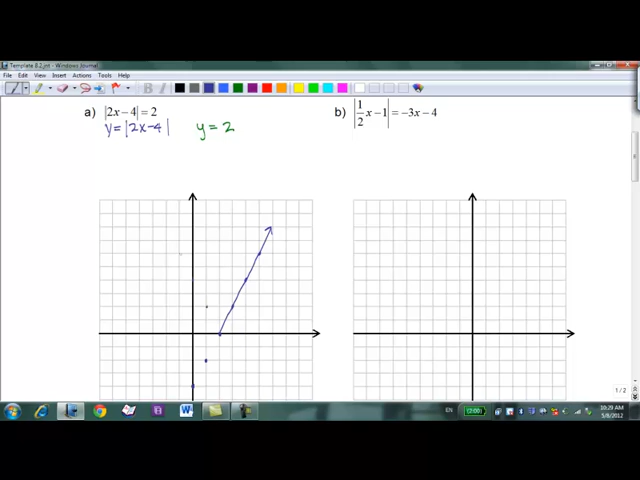 Template 8.2.jnt - Windows Journal
File Edit View Insert Actions Tools Help
a) |2x – 4| = 2
y = |2x – 4| y = 2
b) |1/2 x – 1| = –3x – 4
1 / 2
EN
10:29 AM
5/8/2012